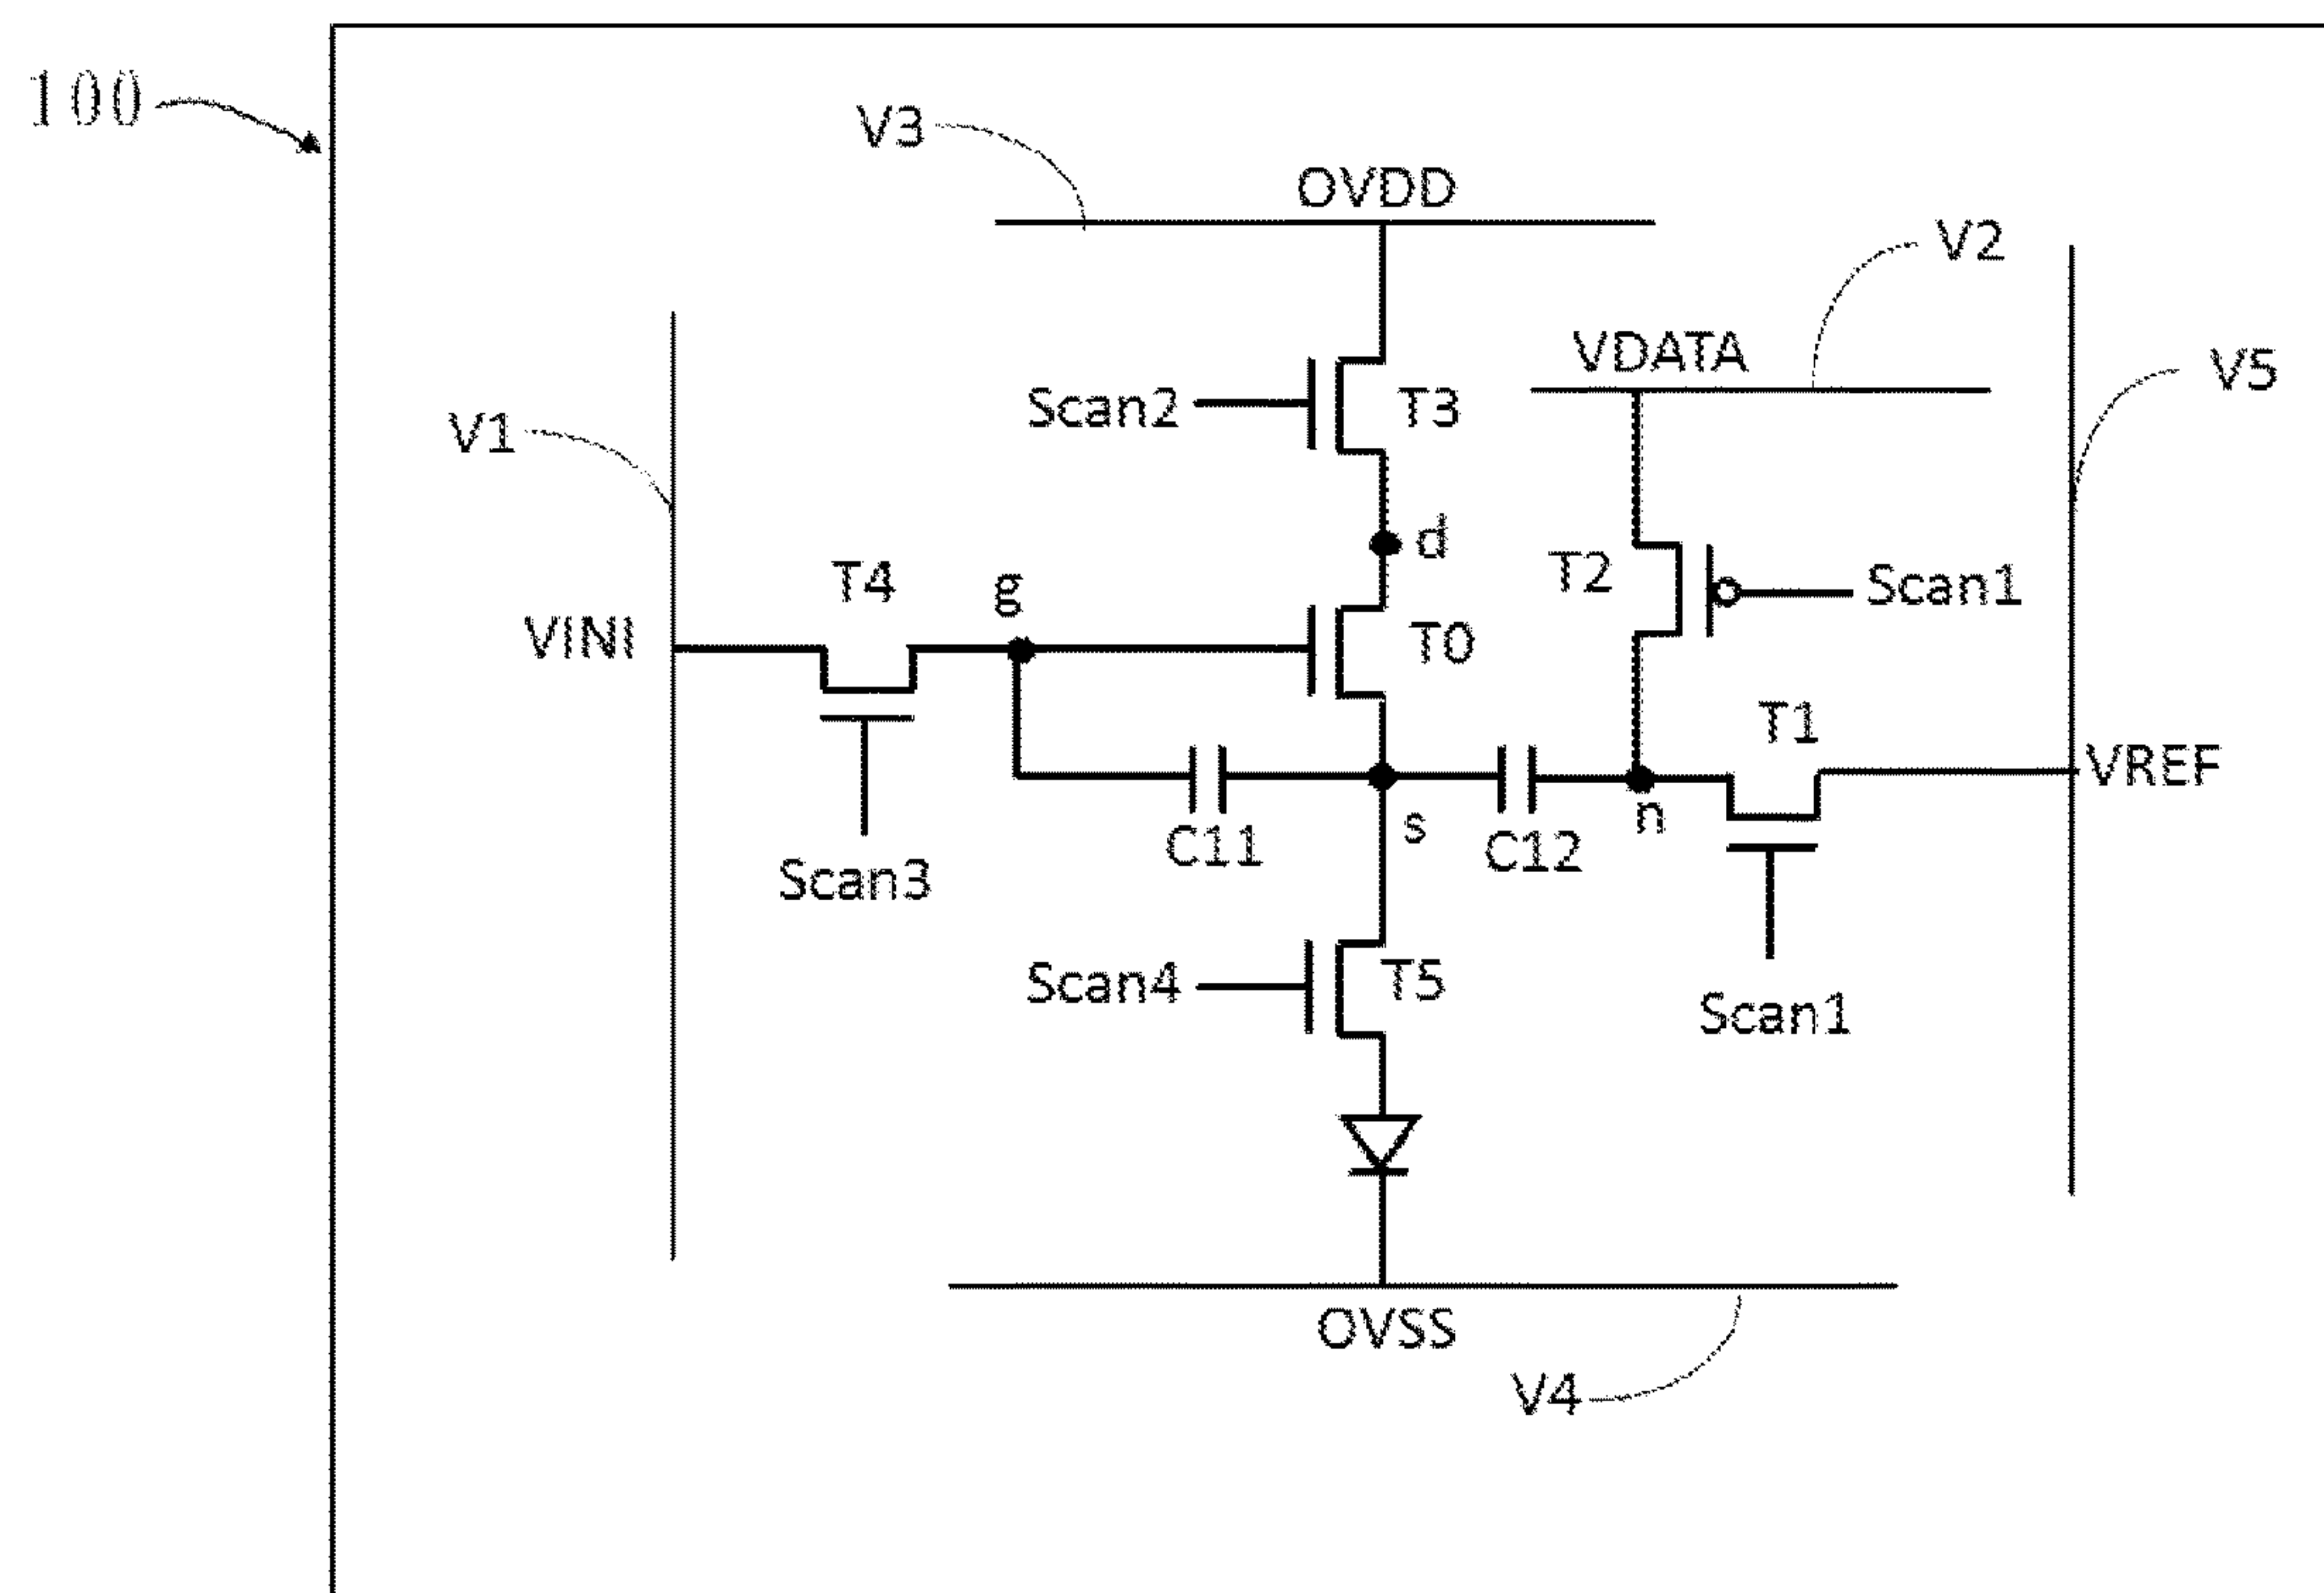 100
V3
OVDD
V2
VDATA
V5
Scan2
T3
V1
d
T2
Scan1
T4
g
VINI
T0
T1
VREF
n
s
C11
C12
Scan3
Scan4
T5
Scan1
OVSS
V4